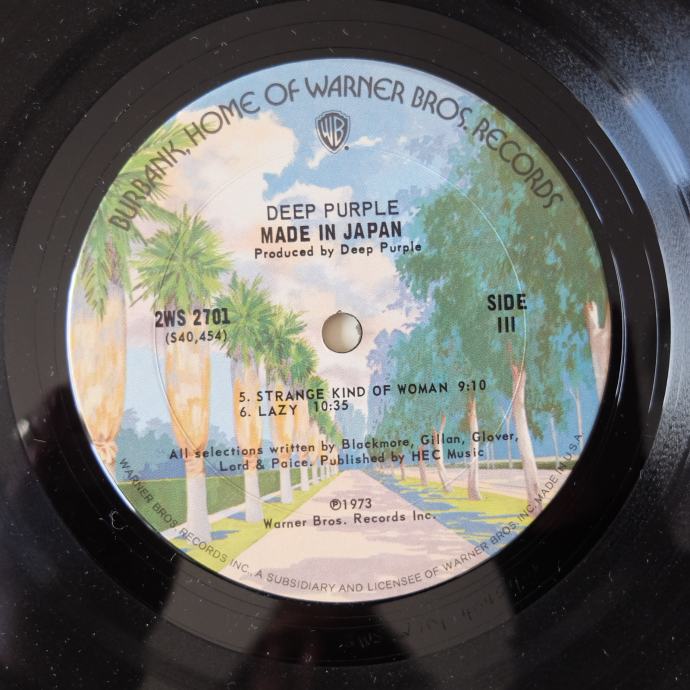 BURBANK, HOME OF WARNER BROS. RECORDS
WB
DEEP PURPLE
MADE IN JAPAN
Produced by Deep Purple
2WS 2701
(S40,454)
SIDE
III
5. STRANGE KIND OF WOMAN 9:10
6. LAZY 10:35
All selections written by Blackmore, Gillan, Glover,
Lord & Paice. Published by HEC Music
℗1973
Warner Bros. Records Inc.
WARNER BROS. RECORDS INC., A SUBSIDIARY AND LICENSEE OF WARNER BROS. INC. MADE IN U.S.A.